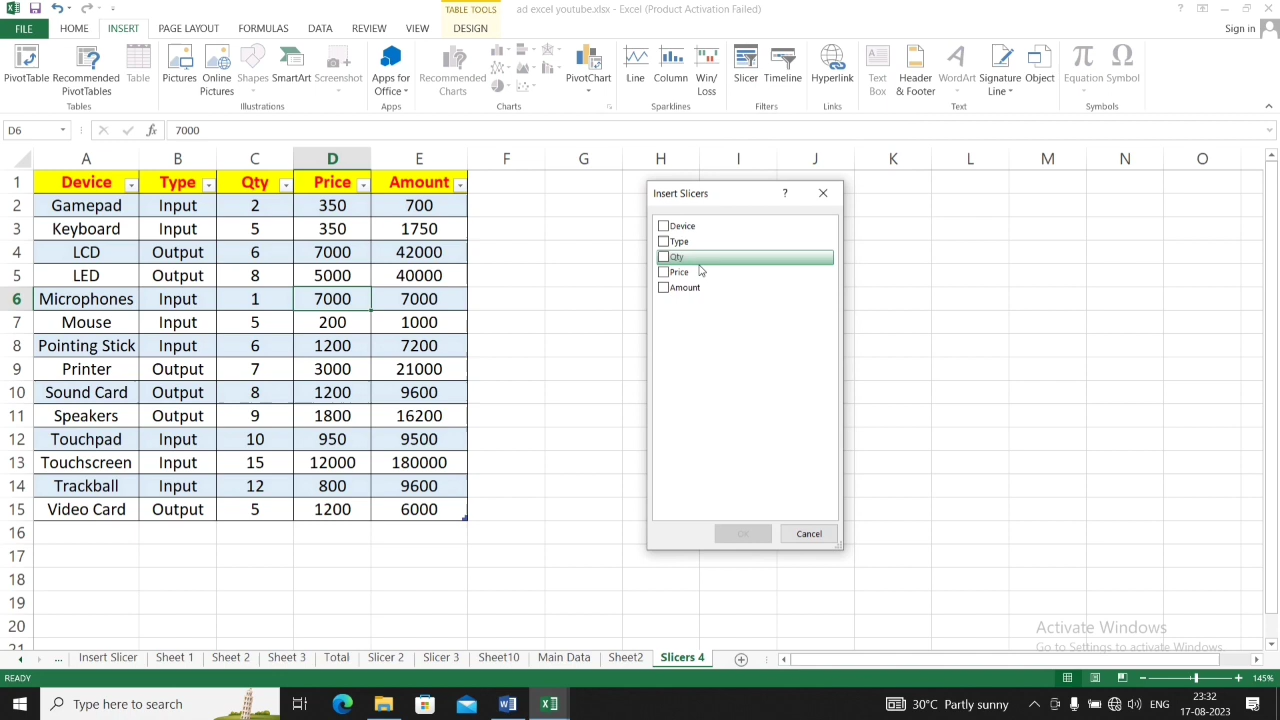 TABLE TOOLS
ad excel youtube.xlsx - Excel (Product Activation Failed)
FILE HOME INSERT PAGE LAYOUT FORMULAS DATA REVIEW VIEW DESIGN Sign in
PivotTable Recommended PivotTables Table Pictures Online Pictures Shapes SmartArt Screenshot Apps for Office Recommended Charts PivotChart Line Column Win/Loss Slicer Timeline Hyperlink Text Box Header & Footer WordArt Signature Line Object Equation Symbol
Tables Illustrations Apps Charts Sparklines Filters Links Text Symbols
D6 fx 7000
A B C D E F G H I J K L M N O
1 Device Type Qty Price Amount
2 Gamepad Input 2 350 700
3 Keyboard Input 5 350 1750
4 LCD Output 6 7000 42000
5 LED Output 8 5000 40000
6 Microphones Input 1 7000 7000
7 Mouse Input 5 200 1000
8 Pointing Stick Input 6 1200 7200
9 Printer Output 7 3000 21000
10 Sound Card Output 8 1200 9600
11 Speakers Output 9 1800 16200
12 Touchpad Input 10 950 9500
13 Touchscreen Input 15 12000 180000
14 Trackball Input 12 800 9600
15 Video Card Output 5 1200 6000
16
17
18
19
20
21
Insert Slicers ?
Device
Type
Qty
Price
Amount
OK Cancel
Activate Windows
Go to Settings to activate Windows.
... Insert Slicer Sheet 1 Sheet 2 Sheet 3 Total Slicer 2 Slicer 3 Sheet10 Main Data Sheet2 Slicers 4
READY 145%
Type here to search 30°C Partly sunny ENG 23:32
17-08-2023